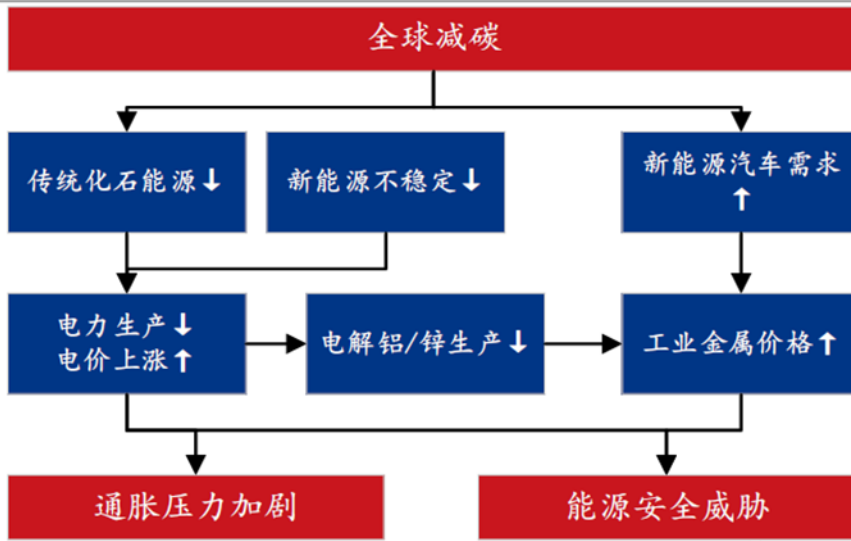 全球减碳
传统化石能源↓
新能源不稳定↓
新能源汽车需求
↑
电力生产↓
电价上涨↑
电解铝/锌生产↓
工业金属价格↑
通胀压力加剧
能源安全威胁